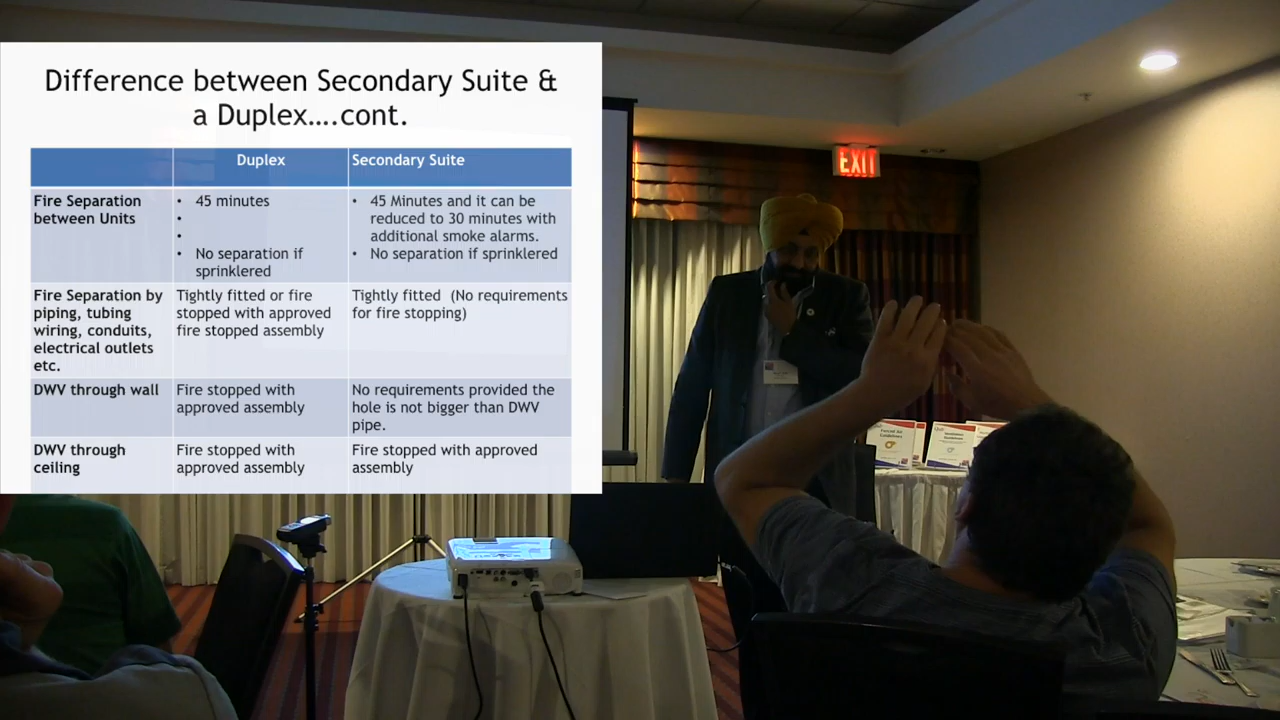 Difference between Secondary Suite &
a Duplex....cont.
Duplex
Secondary Suite
Fire Separation
between Units
• 45 minutes
•
•
• No separation if
sprinklered
• 45 Minutes and it can be
reduced to 30 minutes with
additional smoke alarms.
• No separation if sprinklered
Fire Separation by
piping, tubing
wiring, conduits,
electrical outlets
etc.
Tightly fitted or fire
stopped with approved
fire stopped assembly
Tightly fitted (No requirements
for fire stopping)
DWV through wall
Fire stopped with
approved assembly
No requirements provided the
hole is not bigger than DWV
pipe.
DWV through
ceiling
Fire stopped with
approved assembly
Fire stopped with approved
assembly
EXIT
Forced Air
Guidelines
Guidelines